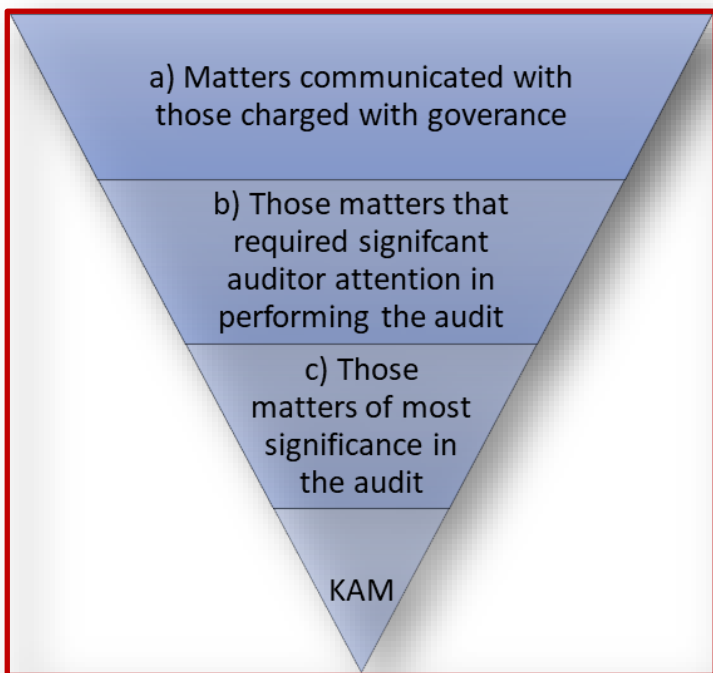 a) Matters communicated with
those charged with goverance
b) Those matters that
required signifcant
auditor attention in
performing the audit
c) Those
matters of most
significance in
the audit
KAM